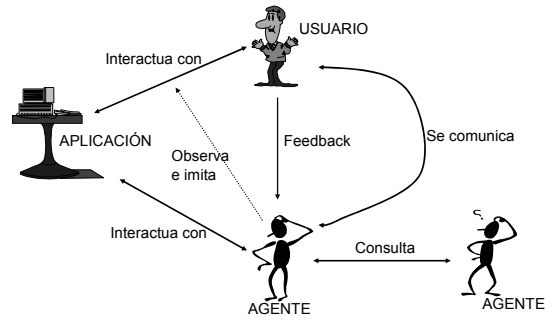 USUARIO
Interactua con
APLICACIÓN
Observa
e imita
Feedback
Se comunica
Interactua con
Consulta
?
AGENTE
AGENTE